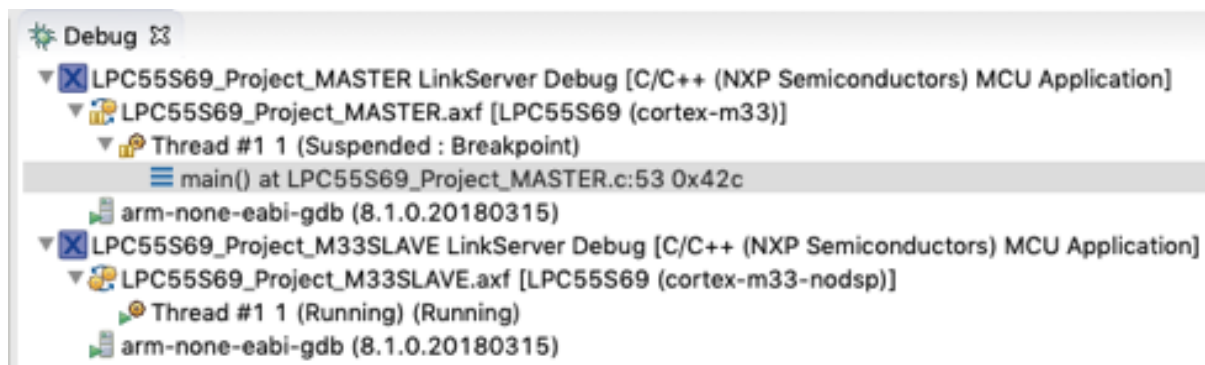 Debug
LPC55S69_Project_MASTER LinkServer Debug [C/C++ (NXP Semiconductors) MCU Application]
LPC55S69_Project_MASTER.axf [LPC55S69 (cortex-m33)]
Thread #1 1 (Suspended : Breakpoint)
main() at LPC55S69_Project_MASTER.c:53 0x42c
arm-none-eabi-gdb (8.1.0.20180315)
LPC55S69_Project_M33SLAVE LinkServer Debug [C/C++ (NXP Semiconductors) MCU Application]
LPC55S69_Project_M33SLAVE.axf [LPC55S69 (cortex-m33-nodsp)]
Thread #1 1 (Running) (Running)
arm-none-eabi-gdb (8.1.0.20180315)